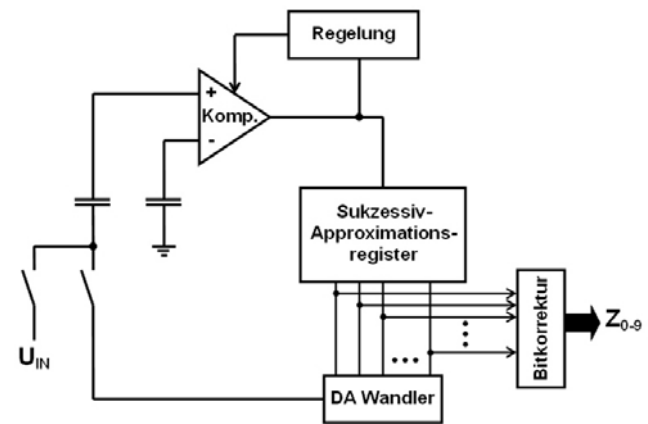 Regelung
+
Komp.
-
Sukzessiv-
Approximations-
register
Bitkorrektur
Z0-9
UIN
DA Wandler